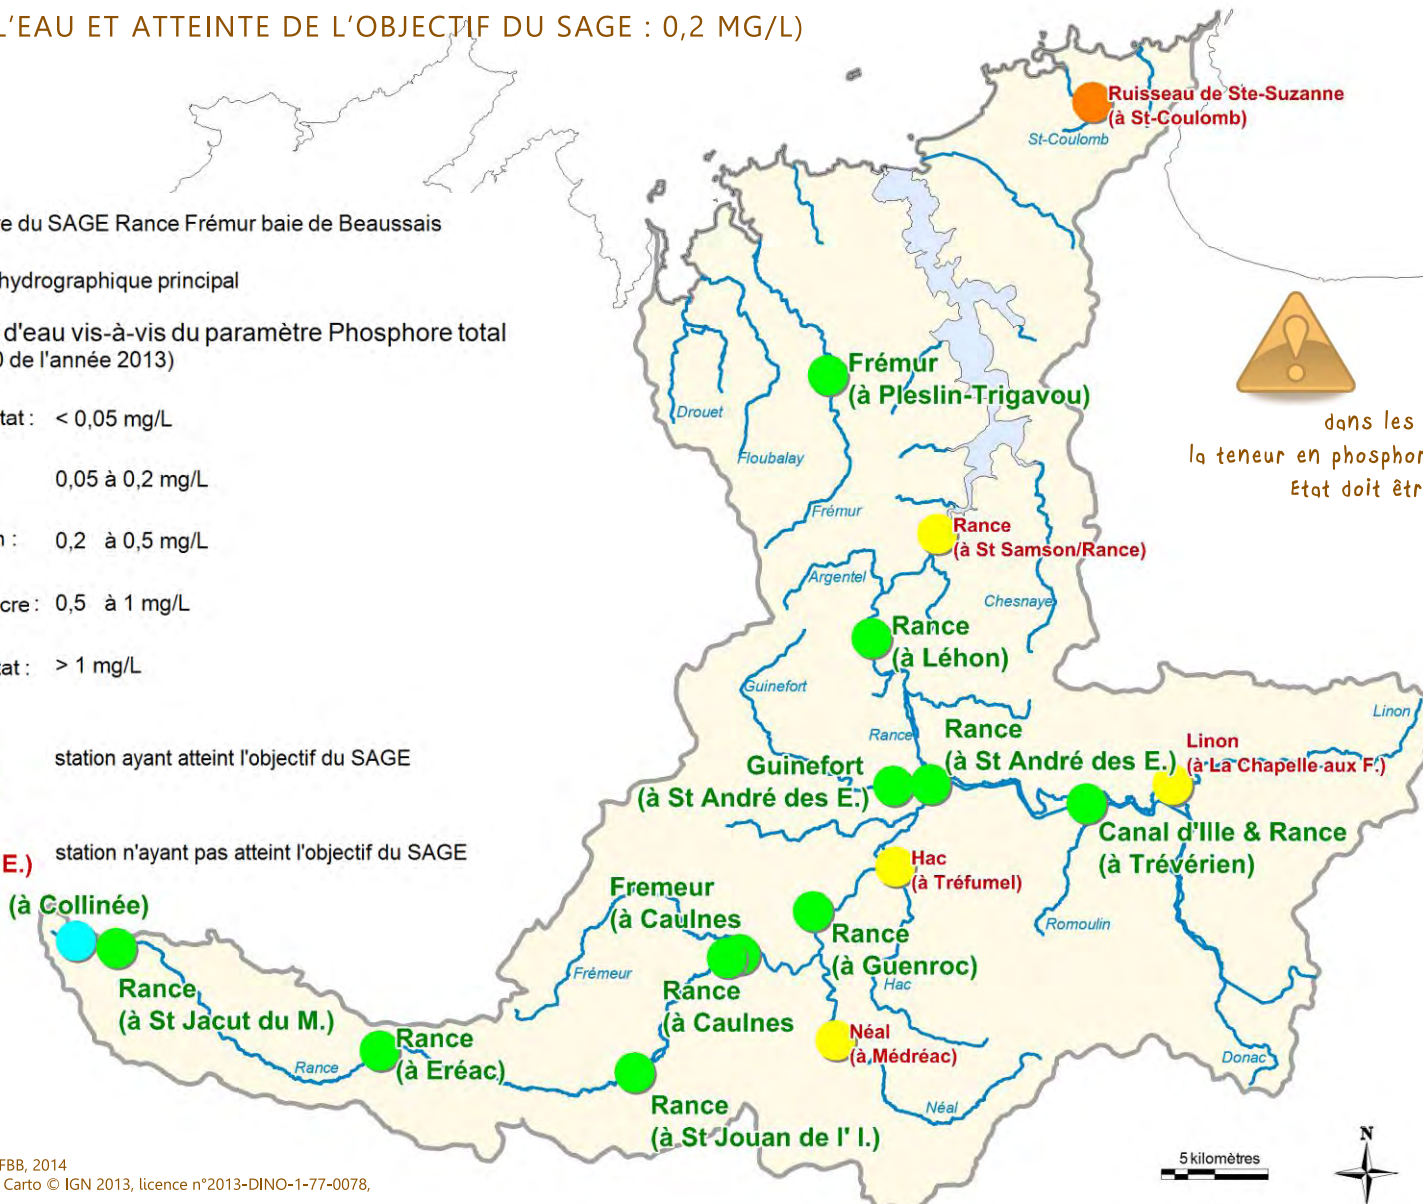 L'EAU ET ATTEINTE DE L'OBJECTIF DU SAGE : 0,2 MG/L)
Ruisseau de Ste-Suzanne
(à St-Coulomb)
St-Coulomb
e du SAGE Rance Frémur baie de Beaussais
hydrographique principal
d'eau vis-à-vis du paramètre Phosphore total
0 de l'année 2013)
tat : < 0,05 mg/L
0,05 à 0,2 mg/L
n : 0,2 à 0,5 mg/L
cre : 0,5 à 1 mg/L
tat : > 1 mg/L
station ayant atteint l'objectif du SAGE
E.) station n'ayant pas atteint l'objectif du SAGE
dans les
la teneur en phosphor
Etat doit êtr
Frémur
(à Pleslin-Trigavou)
Drouet
Floubalay
Frémur
Rance
(à St Samson/Rance)
Argentel
Chesnaye
Rance
(à Léhon)
Guinefort
Rance
Linon
Rance
(à St André des E.)
Linon
(à La Chapelle aux F.)
Guinefort
(à St André des E.)
Canal d'Ille & Rance
(à Trévérien)
Hac
(à Tréfumel)
Fremeur
(à Caulnes
(à Collinée)
Romoulin
Rance
(à Guenroc)
Frémeur
Hac
Rance
(à Caulnes
Rance
(à St Jacut du M.)
Néal
(à Médréac)
Rance
(à Eréac)
Rance
Donac
Néal
Rance
(à St Jouan de l' I.)
N
5 kilomètres
FBB, 2014
Carto © IGN 2013, licence n°2013-DINO-1-77-0078,